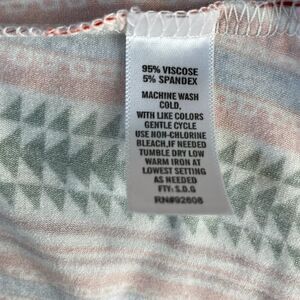 95% VISCOSE
5% SPANDEX
MACHINE WASH
COLD,
WITH LIKE COLORS
GENTLE CYCLE
USE NON-CHLORINE
BLEACH,IF NEEDED
TUMBLE DRY LOW
WARM IRON AT
LOWEST SETTING
AS NEEDED
FTY: S.D.G
RN#92608